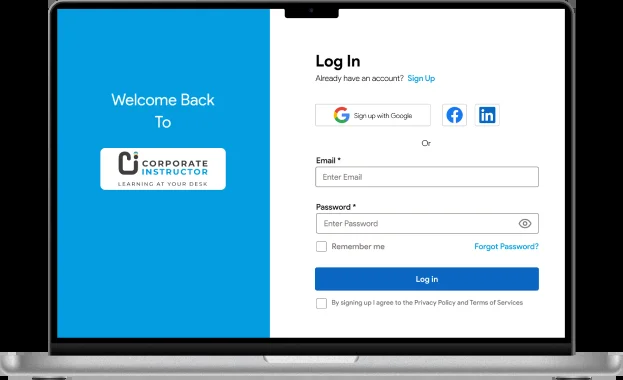 Welcome Back
To
Ci CORPORATE
INSTRUCTOR
LEARNING AT YOUR DESK
Log In
Already have an account? Sign Up
Sign up with Google
Or
Email *
Enter Email
Password *
Enter Password
Remember me
Forgot Password?
Log in
By signing up I agree to the Privacy Policy and Terms of Services